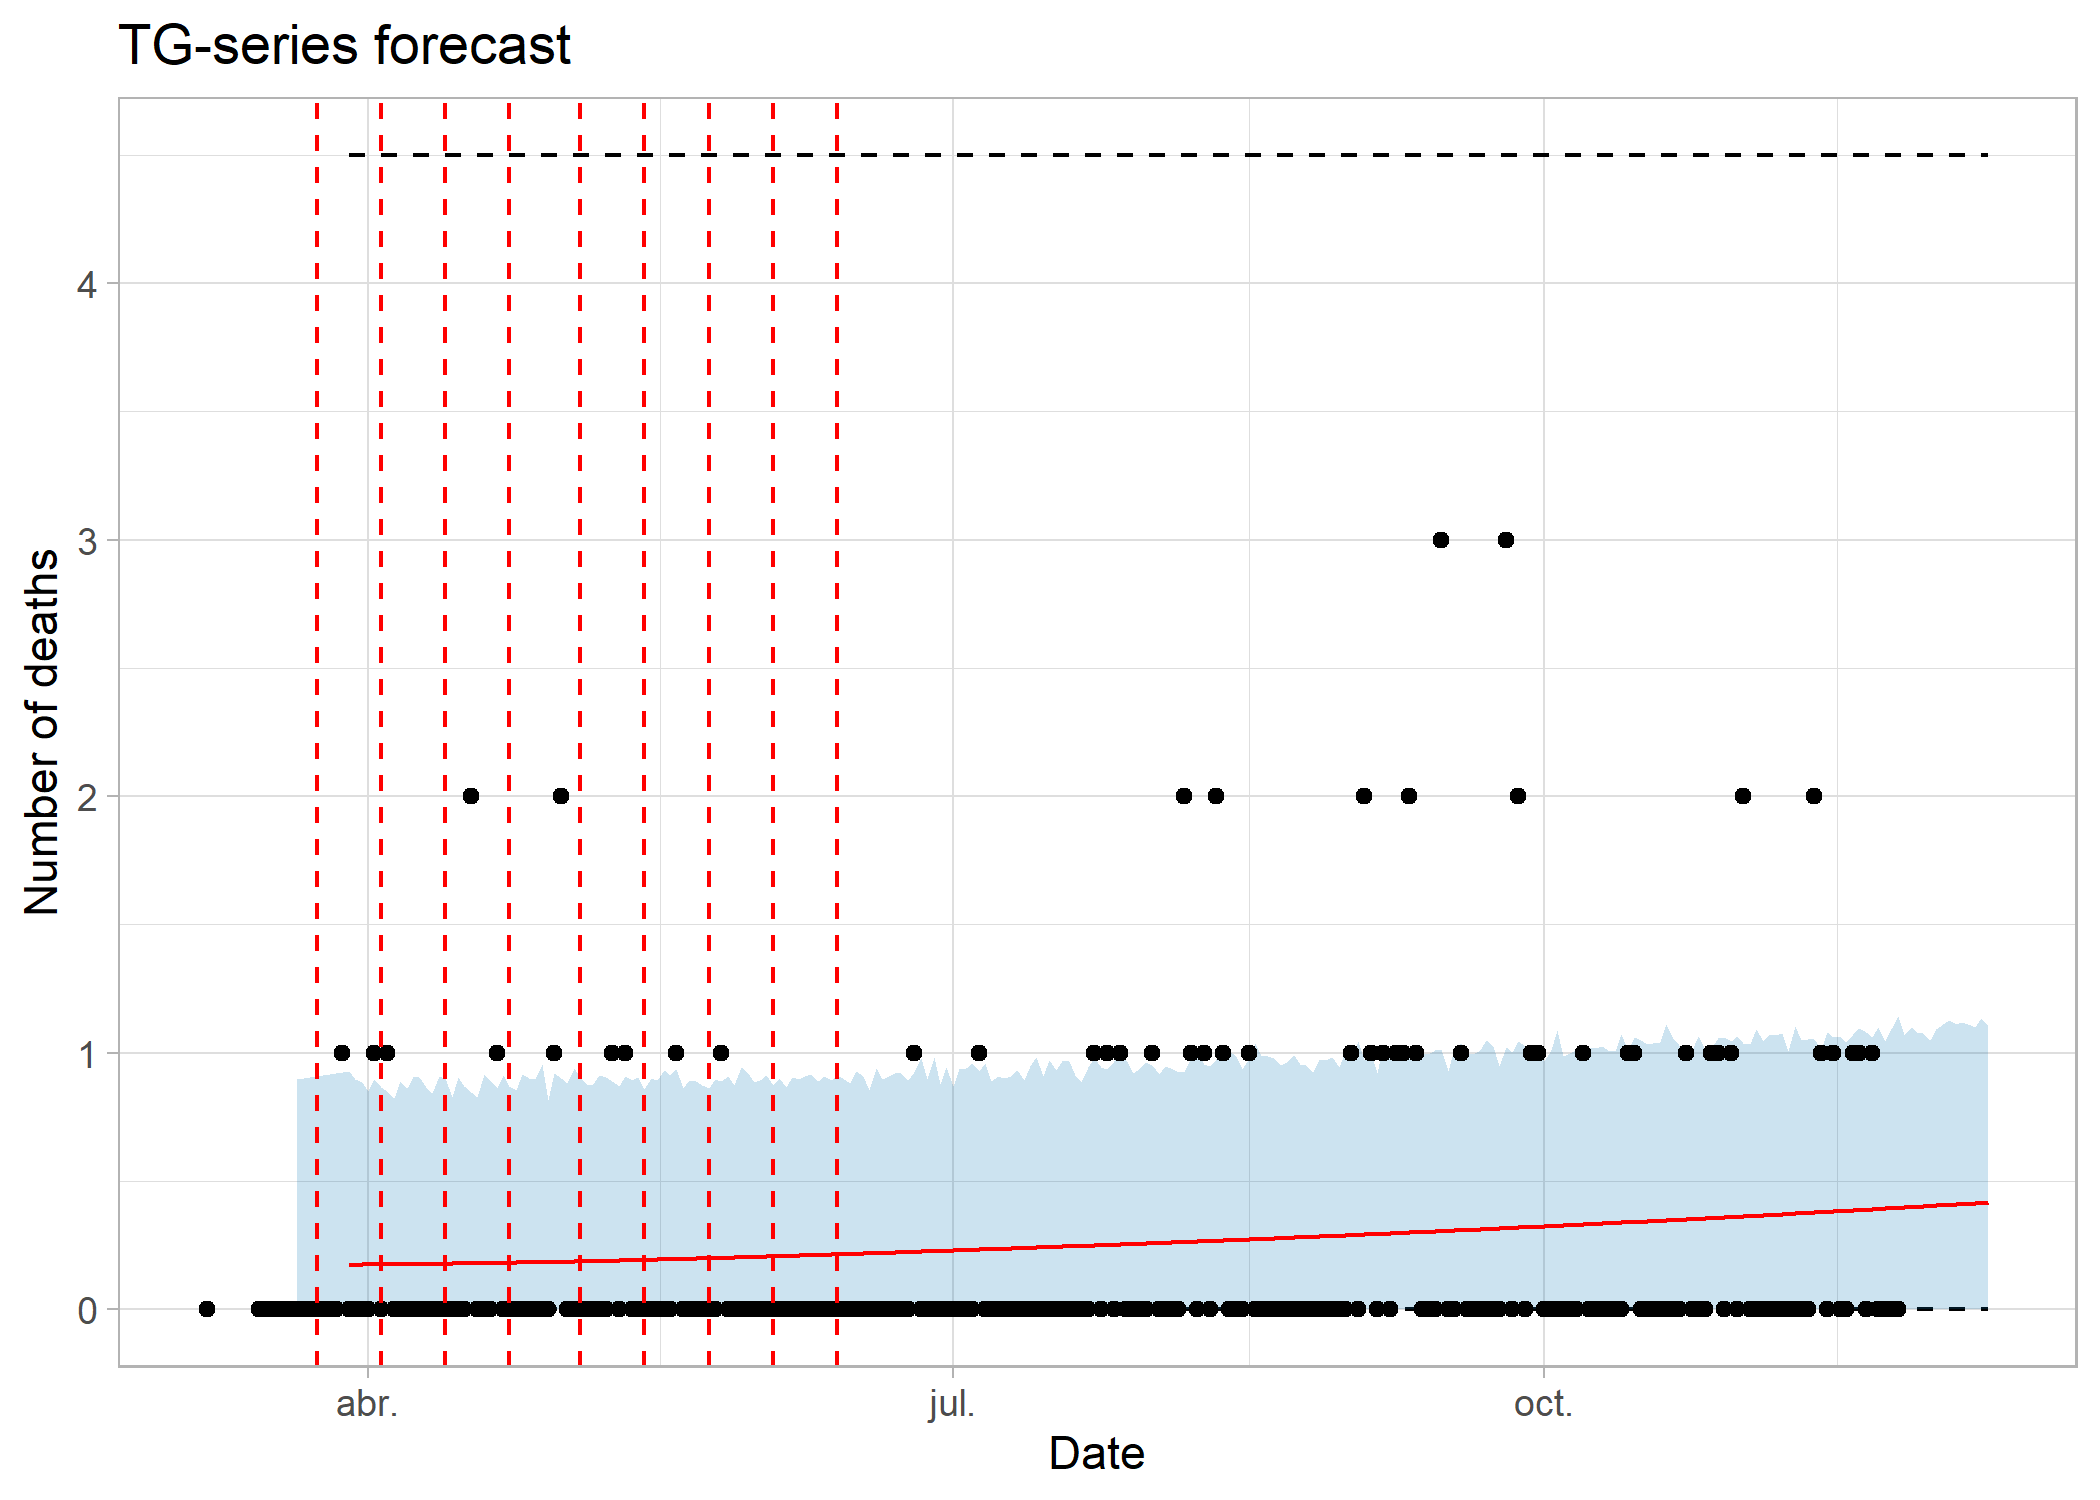 TG-series forecast
Number of deaths
4
3
2
1
0
abr.
jul.
oct.
Date